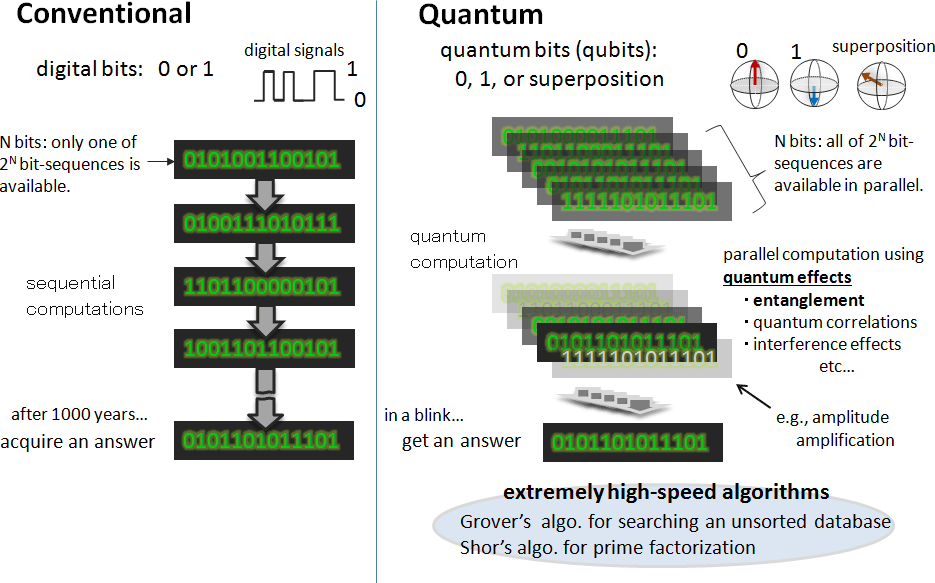 Conventional
digital bits: 0 or 1
digital signals
1
0
N bits: only one of
2^N bit-sequences is
available.
0101001100101
0100111010111
sequential
computations
1101100000101
1001101100101
after 1000 years...
acquire an answer
0101101011101
Quantum
quantum bits (qubits):
0, 1, or superposition
0
1
superposition
1111101011101
N bits: all of 2^N bit-
sequences are
available in parallel.
quantum
computation
parallel computation using
quantum effects
・entanglement
・quantum correlations
・interference effects
etc...
0101101011101
1111101011101
e.g., amplitude
amplification
in a blink...
get an answer
0101101011101
extremely high-speed algorithms
Grover's algo. for searching an unsorted database
Shor's algo. for prime factorization